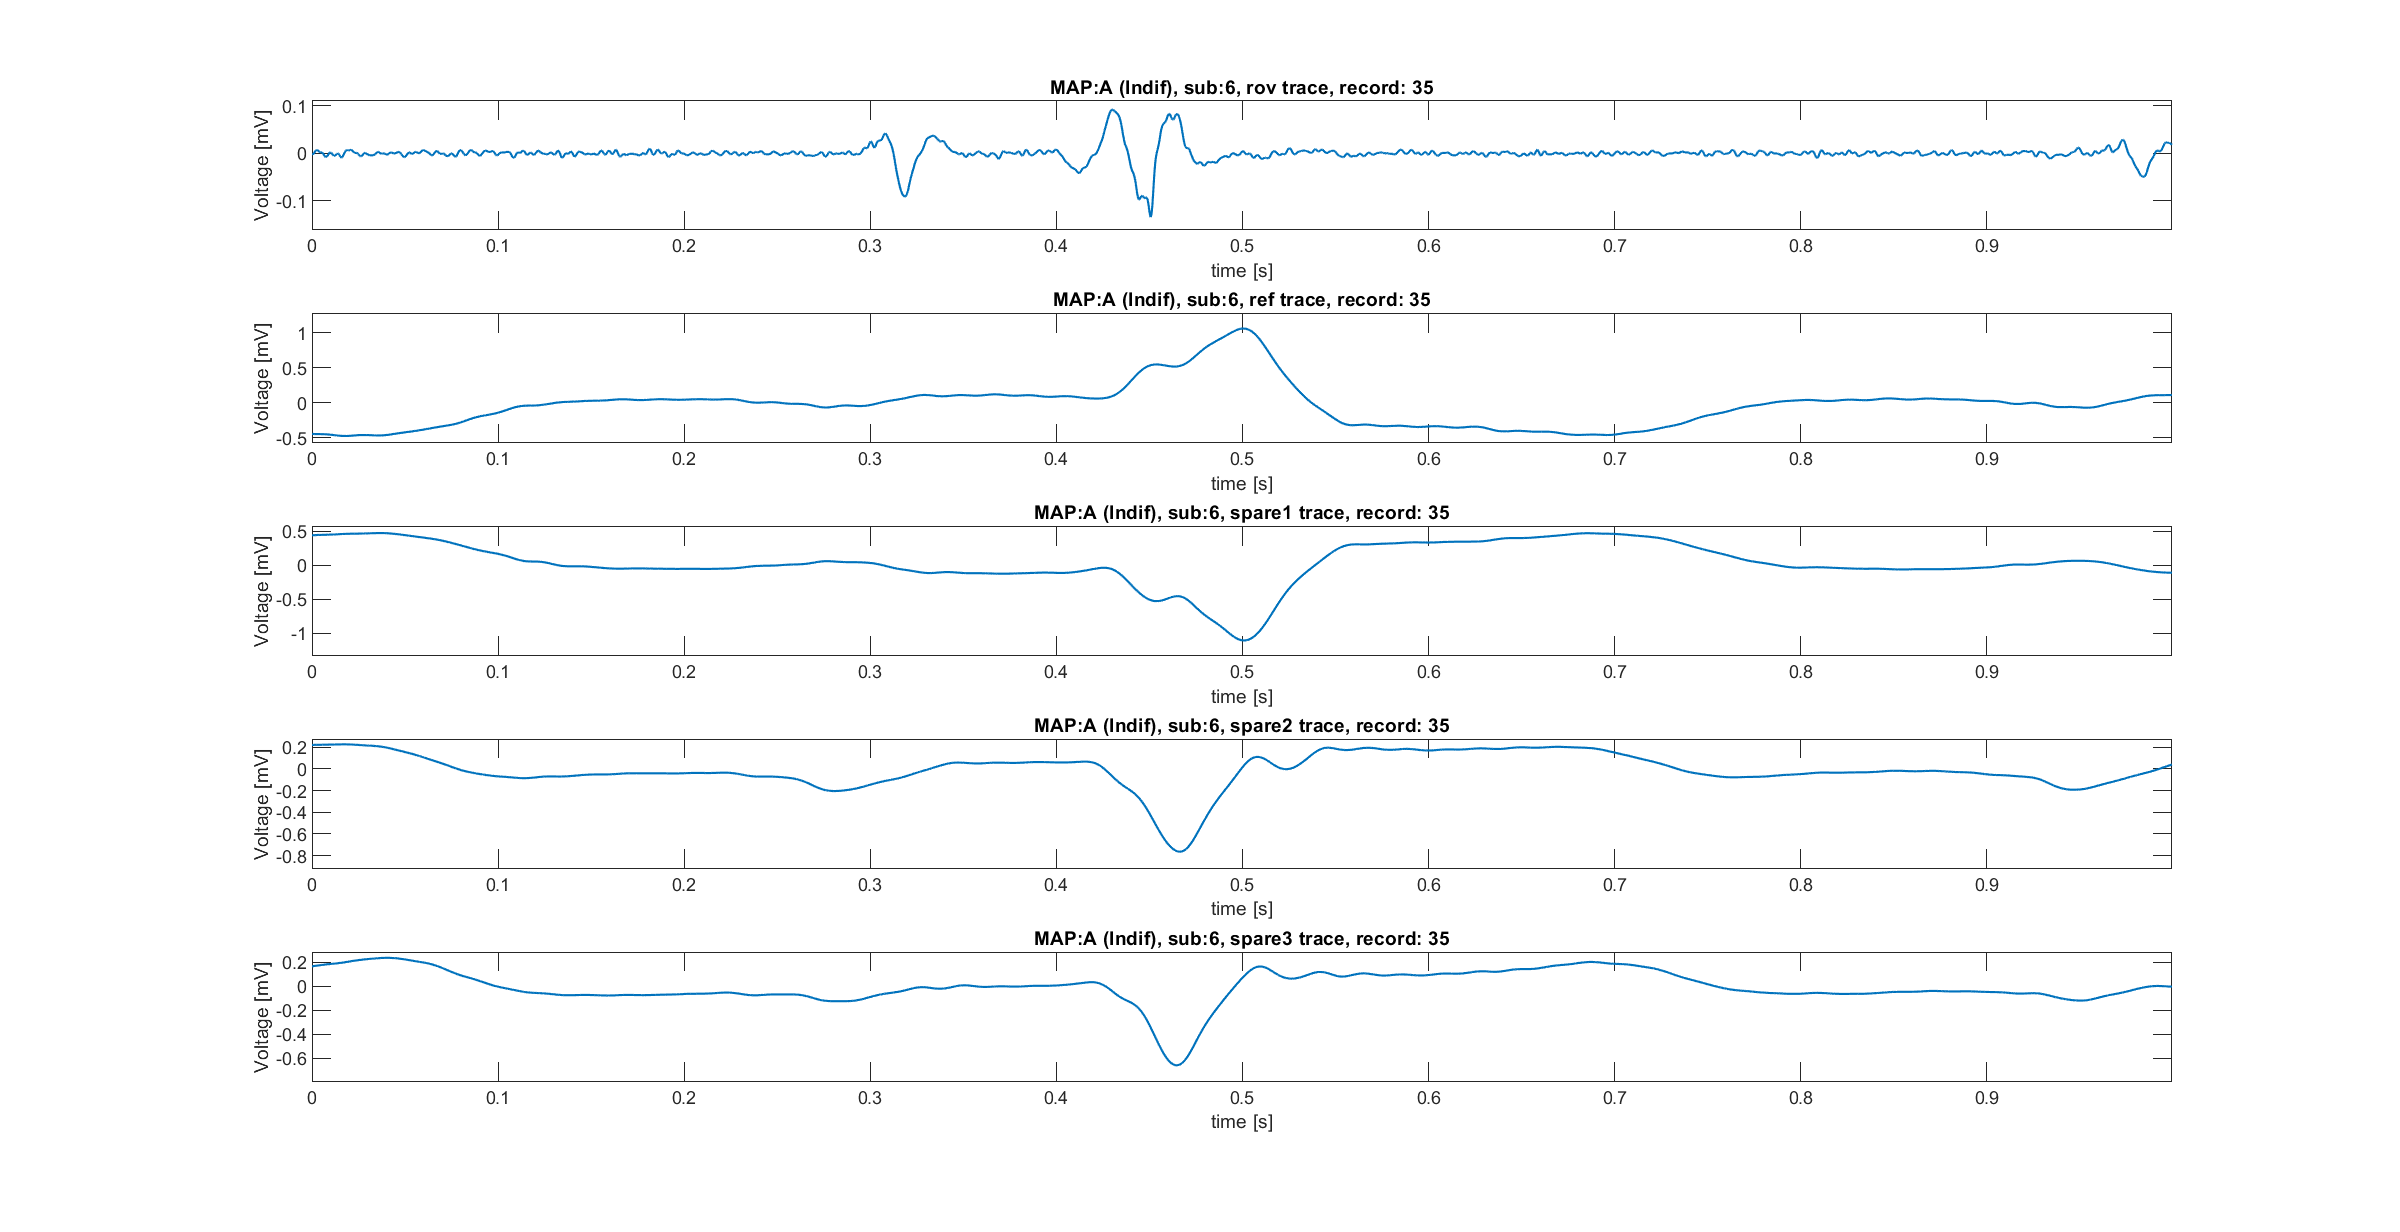 MAP:A (Indif), sub:6, rov trace, record: 35
Voltage [mV]
0.1
0
-0.1
0 0.1 0.2 0.3 0.4 0.5 0.6 0.7 0.8 0.9
time [s]
MAP:A (Indif), sub:6, ref trace, record: 35
Voltage [mV]
1
0.5
0
-0.5
0 0.1 0.2 0.3 0.4 0.5 0.6 0.7 0.8 0.9
time [s]
MAP:A (Indif), sub:6, spare1 trace, record: 35
Voltage [mV]
0.5
0
-0.5
-1
0 0.1 0.2 0.3 0.4 0.5 0.6 0.7 0.8 0.9
time [s]
MAP:A (Indif), sub:6, spare2 trace, record: 35
Voltage [mV]
0.2
0
-0.2
-0.4
-0.6
-0.8
0 0.1 0.2 0.3 0.4 0.5 0.6 0.7 0.8 0.9
time [s]
MAP:A (Indif), sub:6, spare3 trace, record: 35
Voltage [mV]
0.2
0
-0.2
-0.4
-0.6
0 0.1 0.2 0.3 0.4 0.5 0.6 0.7 0.8 0.9
time [s]